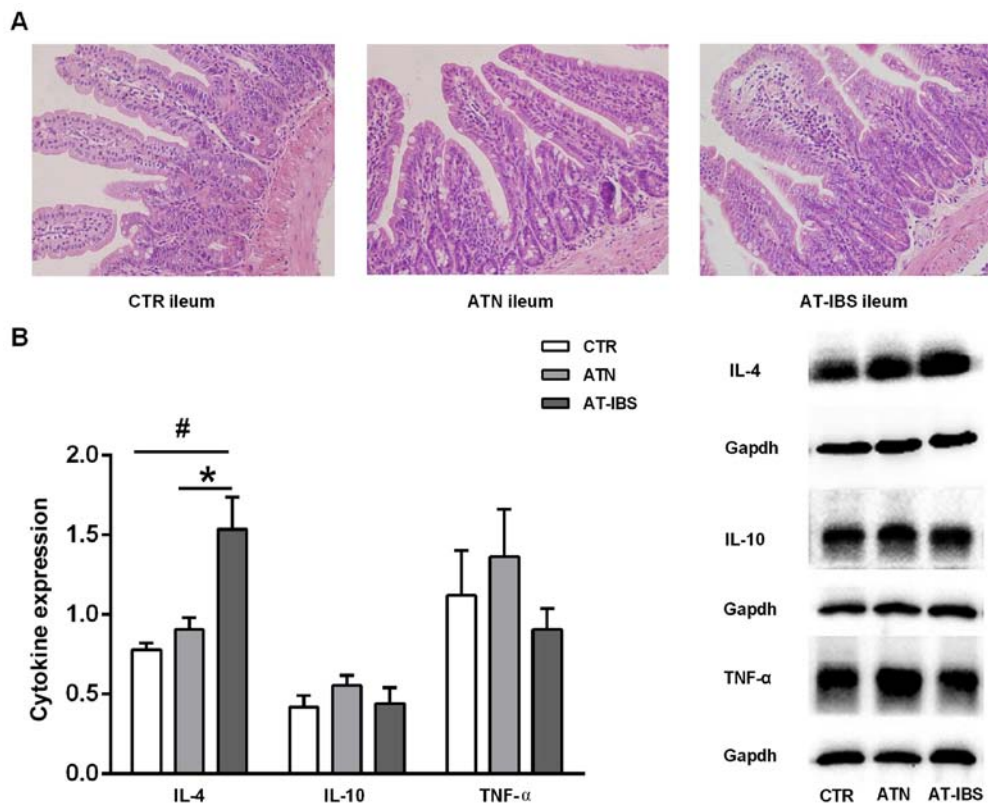 A
CTR ileum
ATN ileum
AT-IBS ileum
B
CTR
ATN
AT-IBS
#
*
2.0
1.5
1.0
0.5
0.0
Cytokine expression
IL-4
IL-10
TNF-α
IL-4
Gapdh
IL-10
Gapdh
TNF-α
Gapdh
CTR ATN AT-IBS